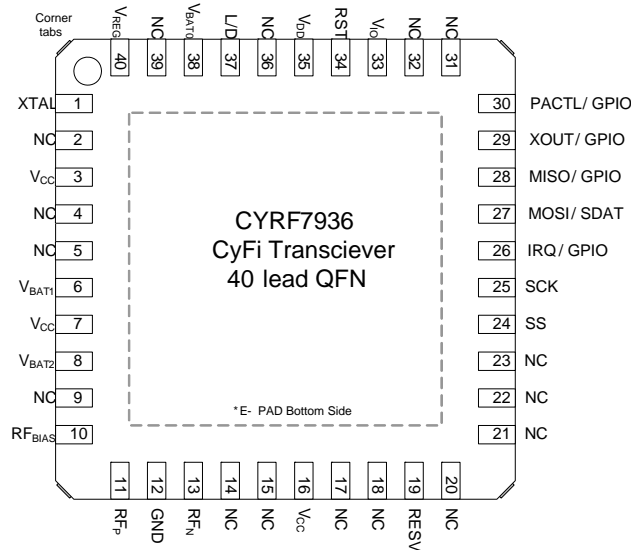 Corner
tabs
VREG NC VBAT0 L/D NC VDD RST VIO NC NC
40 39 38 37 36 35 34 33 32 31
XTAL 1
NC 2
VCC 3
NC 4
NC 5
VBAT1 6
VCC 7
VBAT2 8
NC 9
RFBIAS 10
CYRF7936
CyFi Transciever
40 lead QFN
*E- PAD Bottom Side
30 PACTL/ GPIO
29 XOUT/ GPIO
28 MISO/ GPIO
27 MOSI/ SDAT
26 IRQ/ GPIO
25 SCK
24 SS
23 NC
22 NC
21 NC
11 12 13 14 15 16 17 18 19 20
RFP GND RFN NC NC VCC NC NC RESV NC